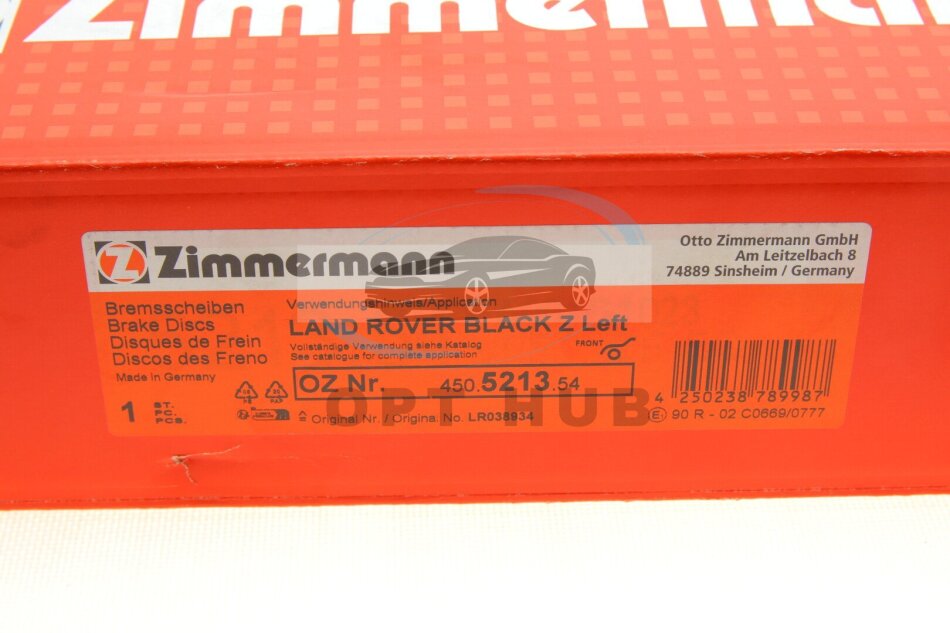 Zimmermann
Z Zimmermann
Otto Zimmermann GmbH
Am Leitzelbach 8
74889 Sinsheim / Germany
Bremsscheiben
Brake Discs
Disques de Frein
Discos des Freno
Made in Germany
1 ST.
PC.
PCS.
Verwendungshinweis/Application
LAND ROVER BLACK Z Left
Vollständige Verwendung siehe Katalog
See catalogue for complete application
FRONT
OZ Nr. 450.5213.54
Original Nr. / Original No. LR038934
4 250238 789987
E1 90 R - 02 C0669/0777
OPT HUB